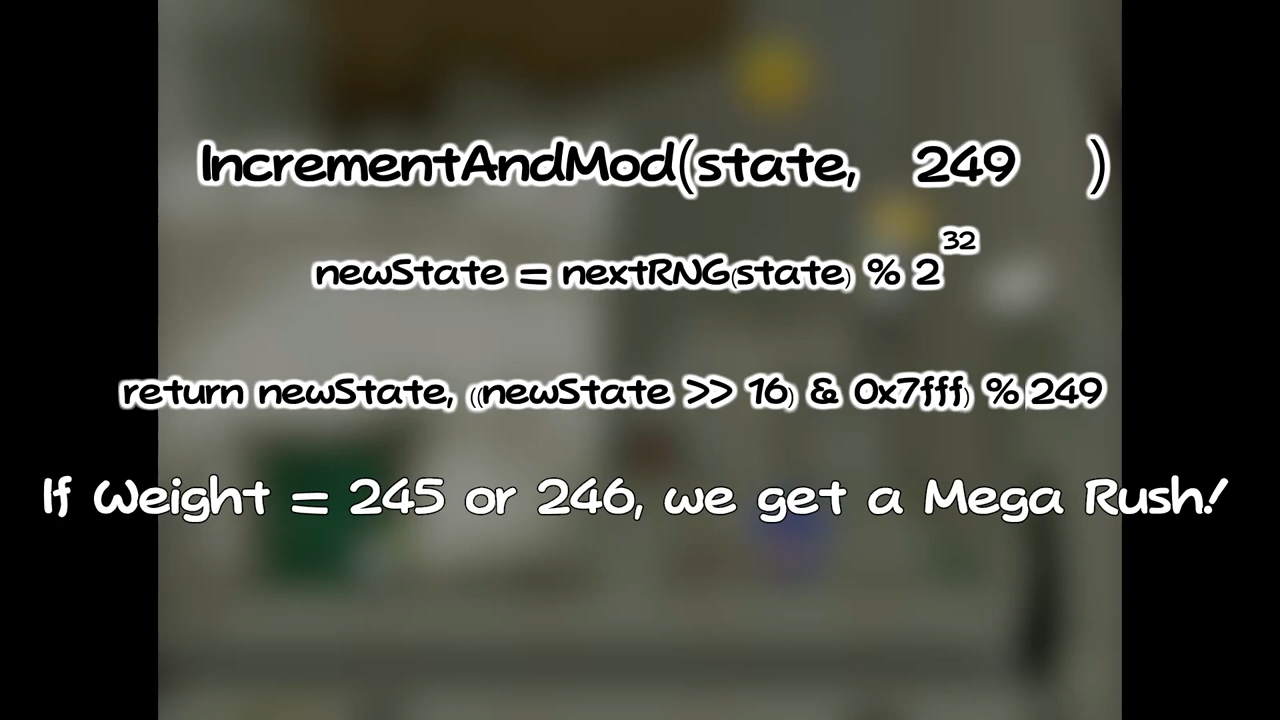 IncrementAndMod(state, 249 )
newState = nextRNG(state) % 2^32
return newState, ((newState >> 16) & 0x7fff) % 249
If Weight = 245 or 246, we get a Mega Rush!